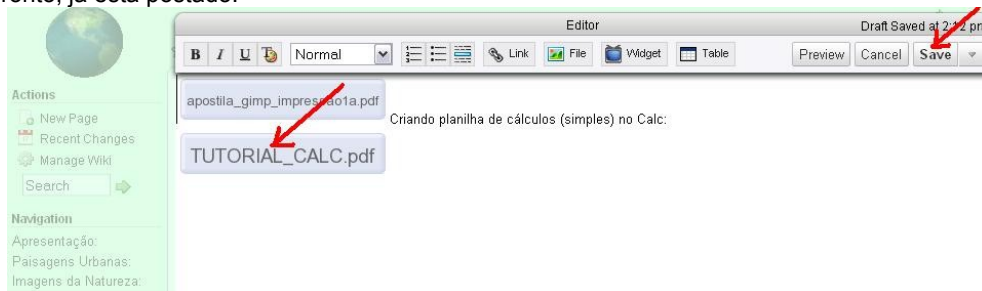 já está postado.
Editor
Draft Saved at 2:12 pm
B I U Normal Link File Widget Table Preview Cancel Save
Actions
New Page
Recent Changes
Manage Wiki
Search
Navigation
Apresentação:
Paisagens Urbanas:
Imagens da Natureza:
apostila_gimp_impressao1a.pdf
Criando planilha de cálculos (simples) no Calc:
TUTORIAL_CALC.pdf